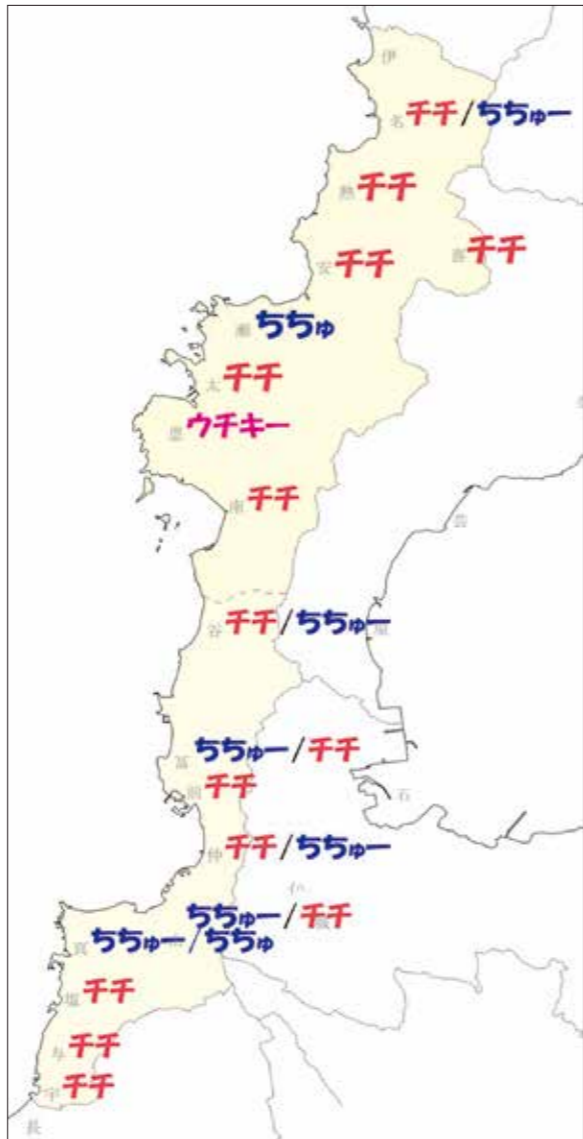 伊
名 チチ/ちちゅー
熱 チチ
喜 チチ
安 チチ
瀬 ちちゅ
太 チチ
恩 ウチキー
南 チチ
谷 チチ/ちちゅー
冨 ちちゅー/チチ
前 チチ
石
仲 チチ/ちちゅー
ちちゅー/チチ
真 ちちゅー/ちちゅ
塩 チチ
与 チチ
宇 チチ
長